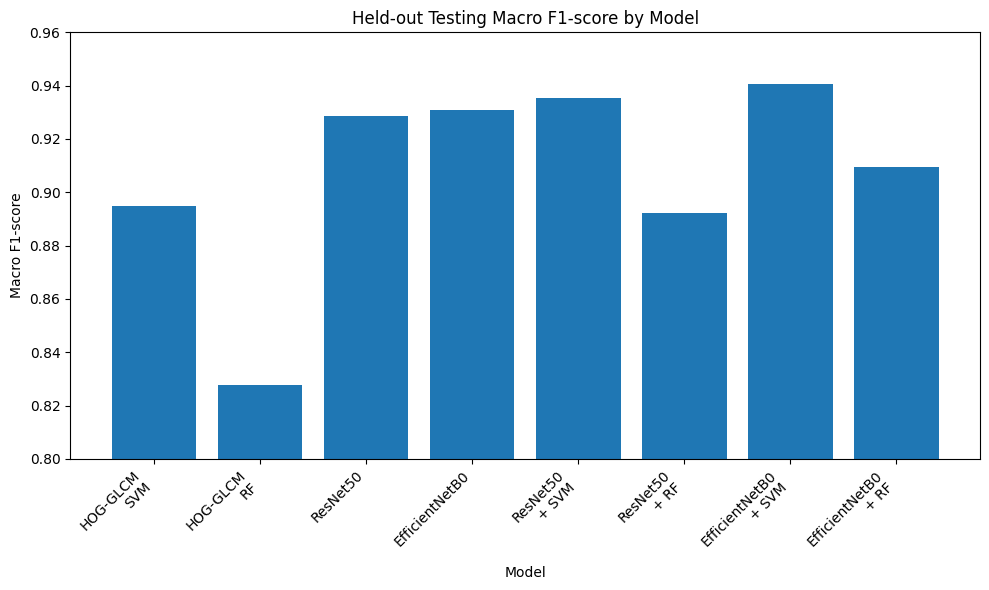 Held-out Testing Macro F1-score by Model
Macro F1-score
0.96
0.94
0.92
0.90
0.88
0.86
0.84
0.82
0.80
HOG-GLCM
SVM
HOG-GLCM
RF
ResNet50
EfficientNetB0
ResNet50
+ SVM
ResNet50
+ RF
EfficientNetB0
+ SVM
EfficientNetB0
+ RF
Model